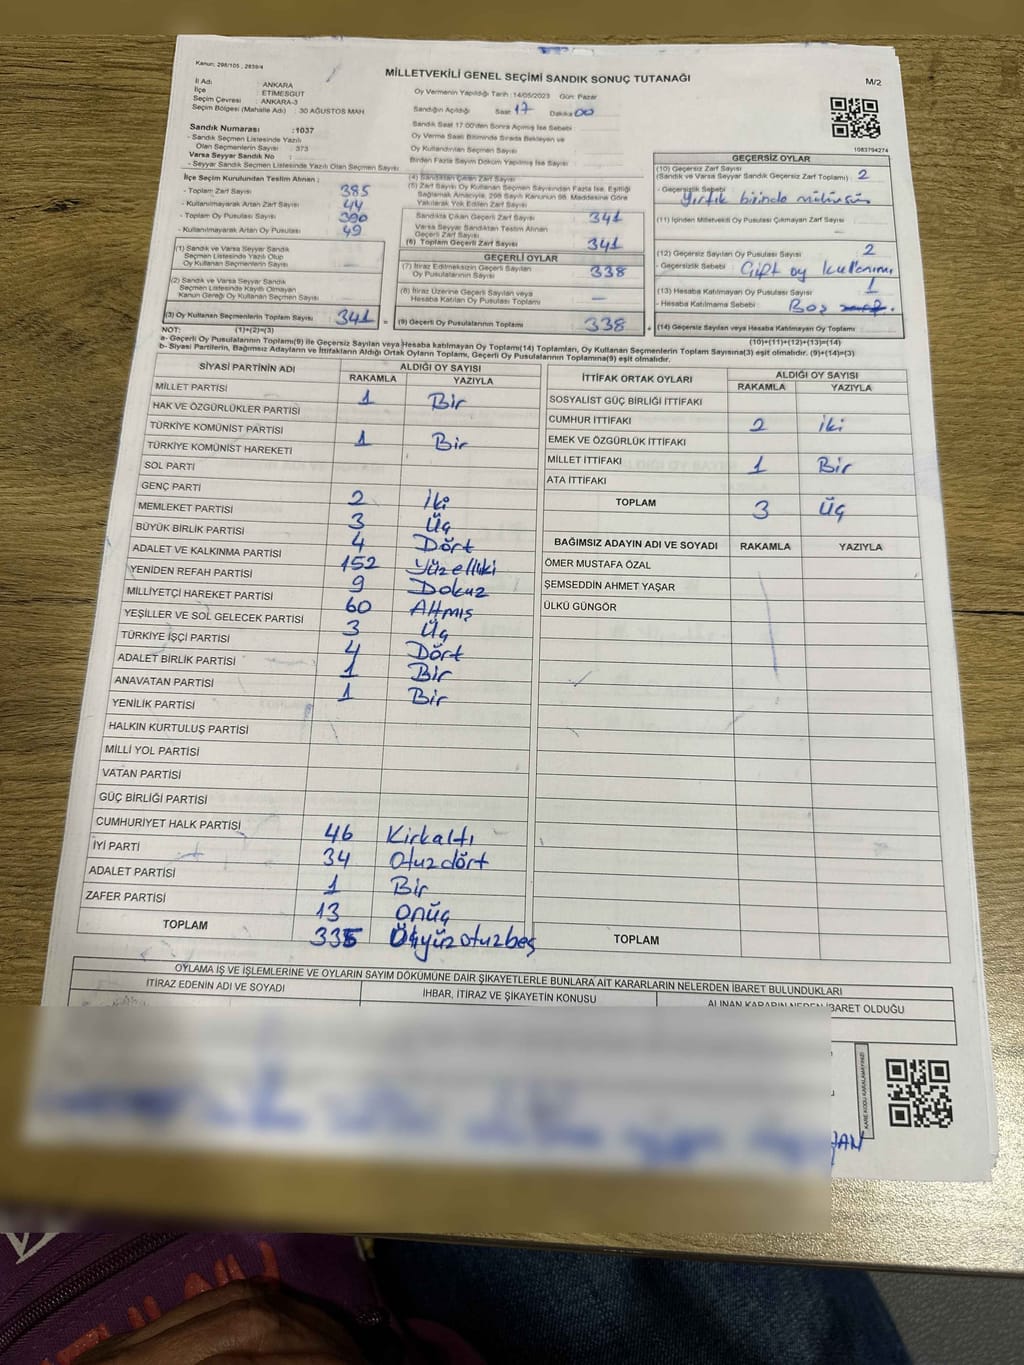 Kanun: 298/105, 2839/4
MİLLETVEKİLİ GENEL SEÇİMİ SANDIK SONUÇ TUTANAĞI
M/2
İl Adı : ANKARA
İlçe : ETİMESGUT
Seçim Çevresi : ANKARA-3
Seçim Bölgesi (Mahalle Adı) : 30 AĞUSTOS MAH
Sandık Numarası :1037
- Sandık Seçmen Listesinde Yazılı
Olan Seçmenlerin Sayısı : 373
Varsa Seyyar Sandık No :
- Seyyar Sandık Seçmen Listesinde Yazılı Olan Seçmen Sayısı
Oy Vermenin Yapıldığı Tarih :14/05/2023 Gün: Pazar
Sandığın Açıldığı Saat 17 Dakika 00
Sandık Saat 17:00'den Sonra Açılmış İse Sebebi
Oy Verme Saati Bitiminde Sırada Bekleyen ve
Oy Kullandırılan Seçmen Sayısı
Birden Fazla Sayım Döküm Yapılmış İse Sayısı
1083794274
İlçe Seçim Kurulundan Teslim Alınan ;
- Toplam Zarf Sayısı 385
- Kullanılmayarak Artan Zarf Sayısı 44
- Toplam Oy Pusulası Sayısı 390
- Kullanılmayarak Artan Oy Pusulası 49
(1) Sandık ve Varsa Seyyar Sandık
Seçmen Listesinde Yazılı Olup
Oy Kullanan Seçmenlerin Sayısı
(2) Sandık ve Varsa Seyyar Sandık
Seçmen Listesinde Kayıtlı Olmayan
Kanun Gereği Oy Kullanan Seçmen Sayısı
(3) Oy Kullanan Seçmenlerin Toplam Sayısı 341 =
(4) Sandıktan Çıkan Zarf Sayısı
(5) Zarf Sayısı Oy Kullanan Seçmen Sayısından Fazla İse, Eşitliği
Sağlamak Amacıyla, 298 Sayılı Kanunun 98. Maddesine Göre
Yakılarak Yok Edilen Zarf Sayısı
Sandıkta Çıkan Geçerli Zarf Sayısı 341
Varsa Seyyar Sandıktan Teslim Alınan
Geçerli Zarf Sayısı
(6) Toplam Geçerli Zarf Sayısı 341
GEÇERLİ OYLAR
(7) İtiraz Edilmeksizin Geçerli Sayılan
Oy Pusulalarının Sayısı 338
(8) İtiraz Üzerine Geçerli Sayılan veya
Hesaba Katılan Oy Pusulası Toplamı —
(9) Geçerli Oy Pusulalarının Toplamı 338 +
GEÇERSİZ OYLAR
(10) Geçersiz Zarf Sayısı
(Sandık ve Varsa Seyyar Sandık Geçersiz Zarf Toplamı) : 2
- Geçersizlik Sebebi Yırtık birinde mühürsüz
(11) İçinden Milletvekili Oy Pusulası Çıkmayan Zarf Sayısı —
(12) Geçersiz Sayılan Oy Pusulası Sayısı 2
- Geçersizlik Sebebi Çift oy kullanımı
(13) Hesaba Katılmayan Oy Pusulası Sayısı 1
- Hesaba Katılmama Sebebi : Boş
(14) Geçersiz Sayılan veya Hesaba Katılmayan Oy Toplamı
NOT: (1)+(2)=(3) (10)+(11)+(12)+(13)=(14)
a- Geçerli Oy Pusulalarının Toplamı(9) ile Geçersiz Sayılan veya Hesaba katılmayan Oy Toplam(14) Toplamları, Oy Kullanan Seçmenlerin Toplam Sayısına(3) eşit olmalıdır. (9)+(14)=(3)
b- Siyasi Partilerin, Bağımsız Adayların ve İttifakların Aldığı Ortak Oyların Toplamı, Geçerli Oy Pusulalarının Toplamına(9) eşit olmalıdır.
SİYASİ PARTİNİN ADI ALDIĞI OY SAYISI
RAKAMLA YAZIYLA
MİLLET PARTİSİ 1 Bir
HAK VE ÖZGÜRLÜKLER PARTİSİ
TÜRKİYE KOMÜNİST PARTİSİ 1 Bir
TÜRKİYE KOMÜNİST HAREKETİ
SOL PARTİ
GENÇ PARTİ 2 İki
MEMLEKET PARTİSİ 3 Üç
BÜYÜK BİRLİK PARTİSİ 4 Dört
ADALET VE KALKINMA PARTİSİ 152 Yüzelliiki
YENİDEN REFAH PARTİSİ 9 Dokuz
MİLLİYETÇİ HAREKET PARTİSİ 60 Altmış
YEŞİLLER VE SOL GELECEK PARTİSİ 3 Üç
TÜRKİYE İŞÇİ PARTİSİ 4 Dört
ADALET BİRLİK PARTİSİ 1 Bir
ANAVATAN PARTİSİ 1 Bir
YENİLİK PARTİSİ
HALKIN KURTULUŞ PARTİSİ
MİLLİ YOL PARTİSİ
VATAN PARTİSİ
GÜÇ BİRLİĞİ PARTİSİ
CUMHURİYET HALK PARTİSİ 46 Kırkaltı
İYİ PARTİ 34 Otuzdört
ADALET PARTİSİ 1 Bir
ZAFER PARTİSİ 13 Onüç
TOPLAM 335 Üçyüzotuzbeş
İTTİFAK ORTAK OYLARI ALDIĞI OY SAYISI
RAKAMLA YAZIYLA
SOSYALİST GÜÇ BİRLİĞİ İTTİFAKI
CUMHUR İTTİFAKI 2 İki
EMEK VE ÖZGÜRLÜK İTTİFAKI
MİLLET İTTİFAKI 1 Bir
ATA İTTİFAKI
TOPLAM 3 Üç
BAĞIMSIZ ADAYIN ADI VE SOYADI RAKAMLA YAZIYLA
ÖMER MUSTAFA ÖZAL
ŞEMSEDDİN AHMET YAŞAR
ÜLKÜ GÜNGÖR
TOPLAM
OYLAMA İŞ VE İŞLEMLERİNE VE OYLARIN SAYIM DÖKÜMÜNE DAİR ŞİKAYETLERLE BUNLARA AİT KARARLARIN NELERDEN İBARET BULUNDUKLARI
İTİRAZ EDENİN ADI VE SOYADI İHBAR, İTİRAZ VE ŞİKAYETİN KONUSU ALINAN KARARIN NEDEN İBARET OLDUĞU
KARE KODU KARALAMAYINIZ!